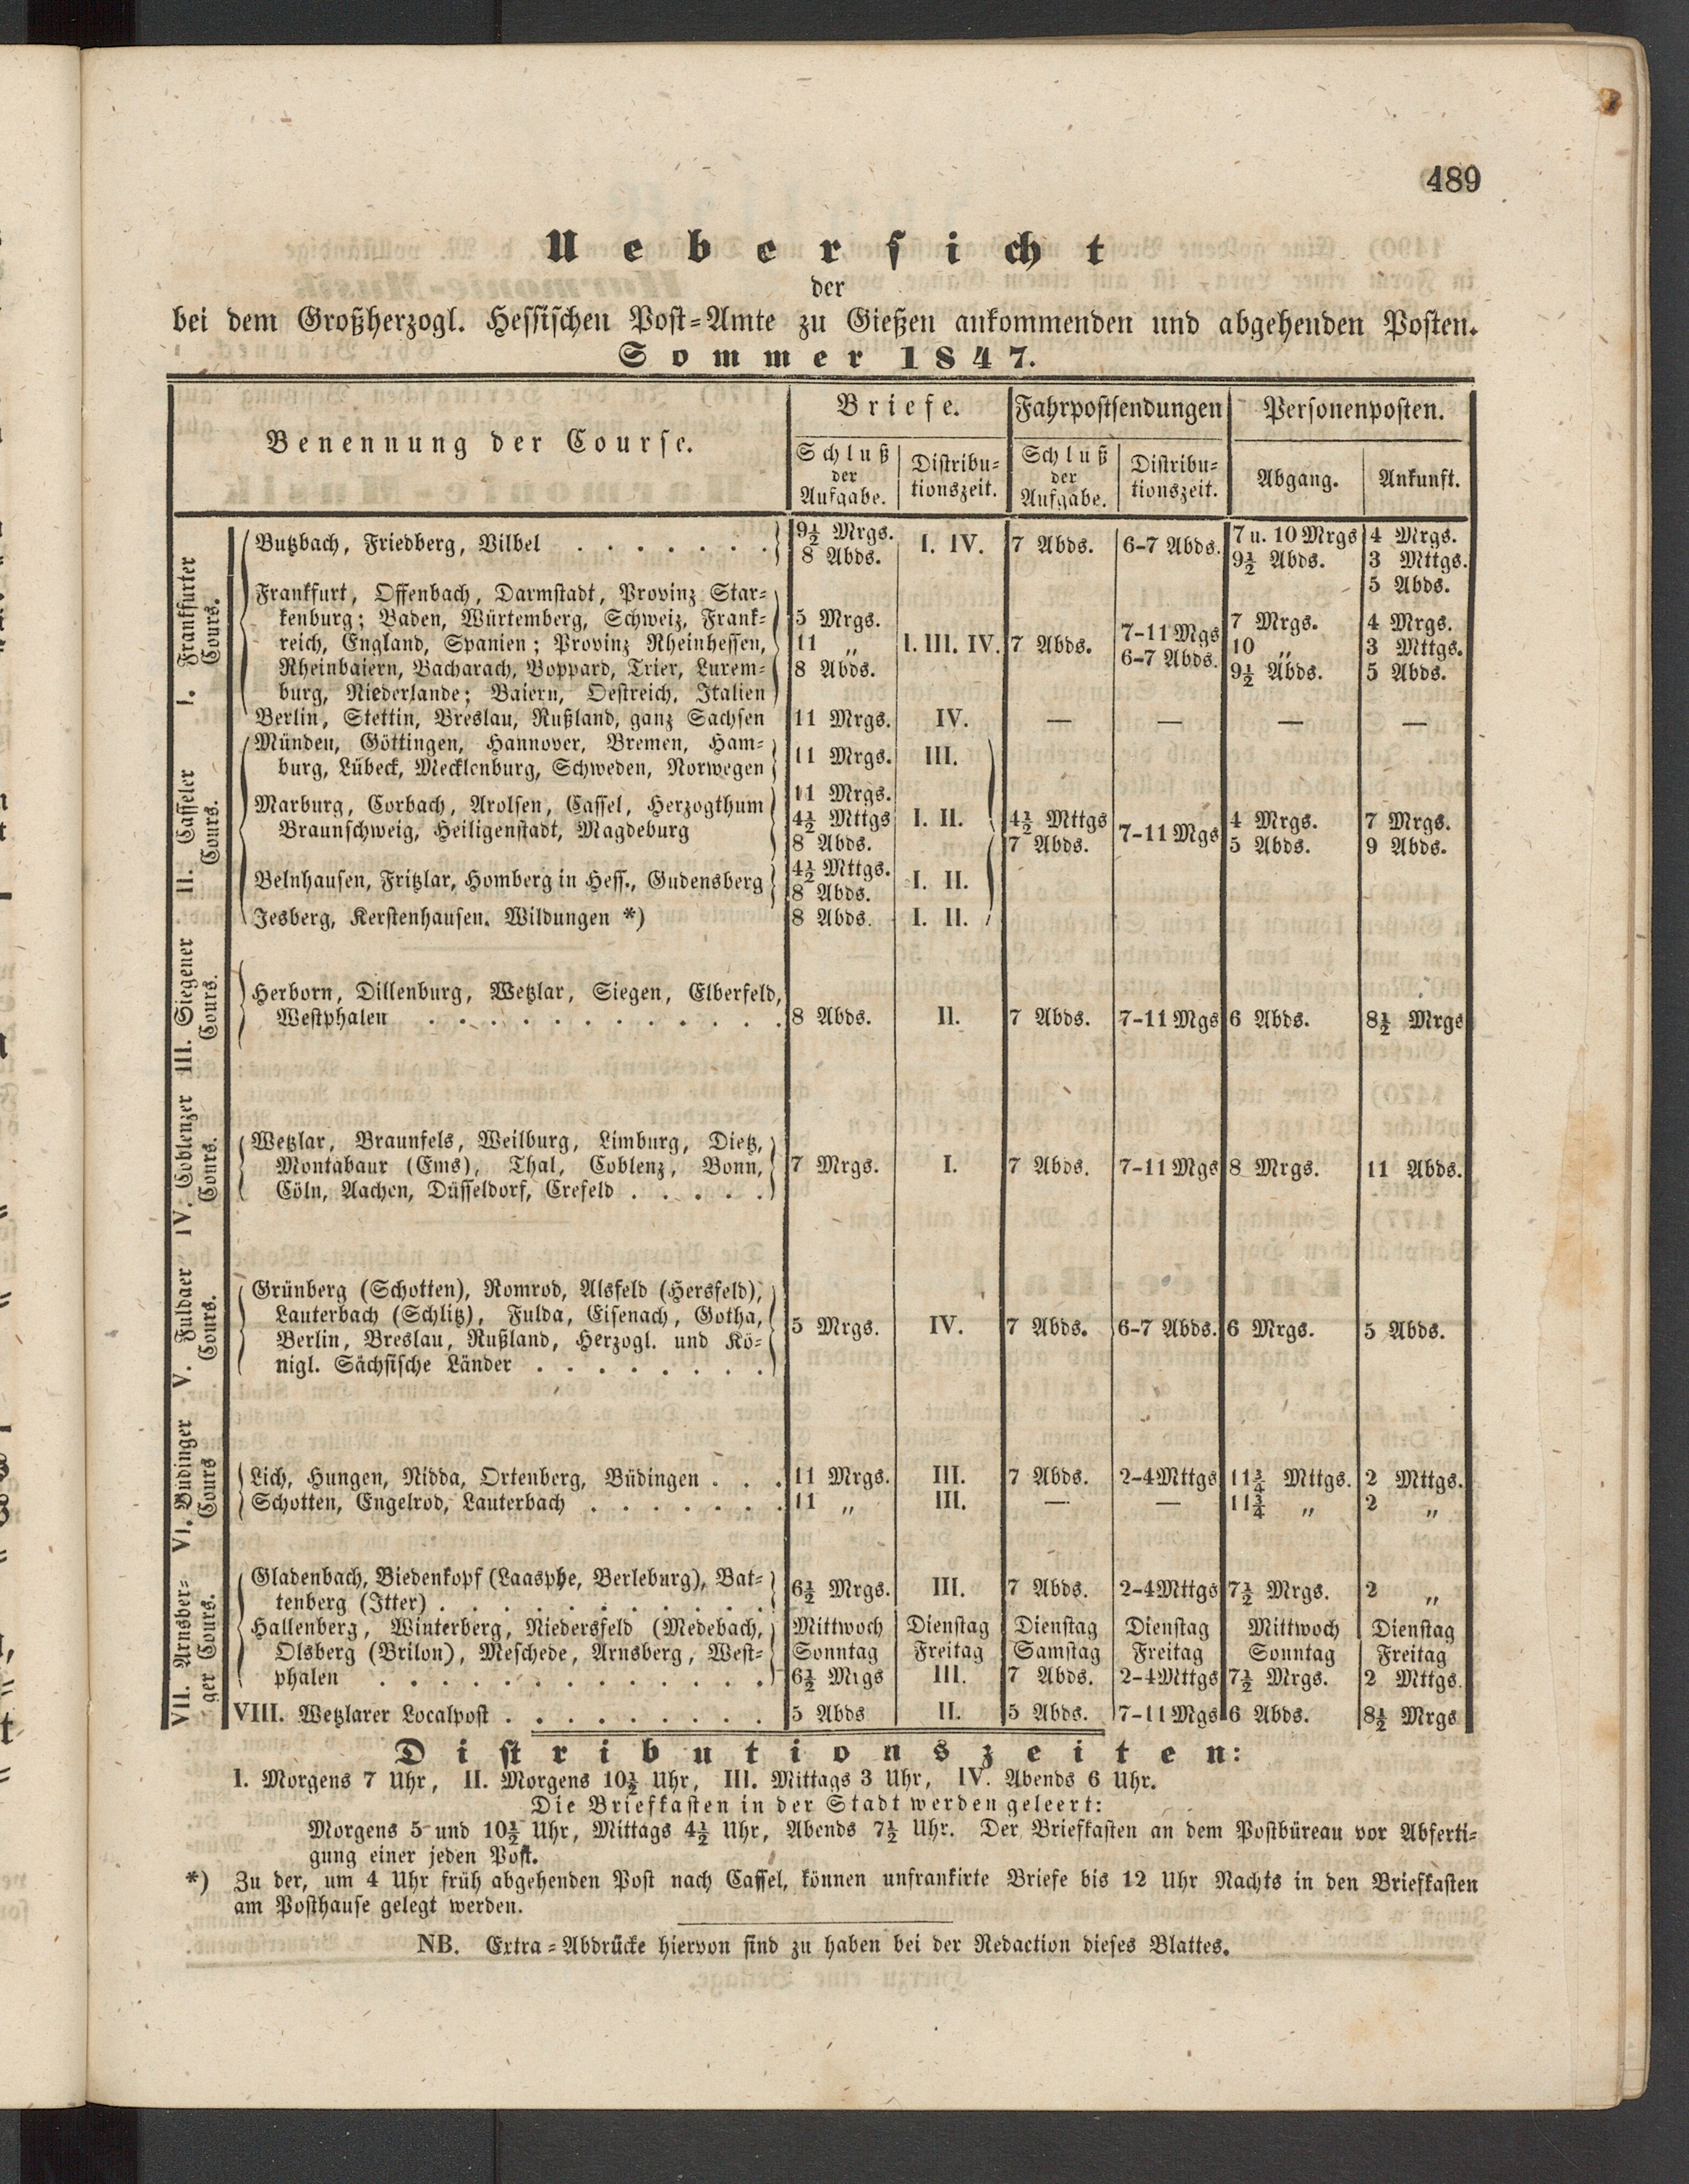 489
Uebersicht
der
bei dem Großherzogl. Hessischen Post-Amte zu Gießen ankommenden und abgehenden Posten.
Sommer 1847.
Benennung der Course. Briefe. Fahrpostsendungen Personenposten.
Schluß der Aufgabe. Distributionszeit. Schluß der Aufgabe. Distributionszeit. Abgang. Ankunft.
I. Frankfurter Cours.
Butzbach, Friedberg, Vilbel . . . . . . . 9½ Mrgs. 8 Abds. I. IV. 7 Abds. 6-7 Abds. 7 u. 10 Mrgs 9½ Abds. 4 Mrgs. 3 Mttgs. 5 Abds.
Frankfurt, Offenbach, Darmstadt, Provinz Star-
kenburg; Baden, Würtemberg, Schweiz, Frank-
reich, England, Spanien; Provinz Rheinhessen,
Rheinbaiern, Bacharach, Boppard, Trier, Luxem-
burg, Niederlande; Baiern, Oestreich, Italien
5 Mrgs. 11 „ 8 Abds. I. III. IV. 7 Abds. 7-11 Mgs 6-7 Abds. 7 Mrgs. 10 „ 9½ Abds. 4 Mrgs. 3 Mttgs. 5 Abds.
Berlin, Stettin, Breslau, Rußland, ganz Sachsen 11 Mrgs. IV. — — — —
II. Casseler Cours.
Münden, Göttingen, Hannover, Bremen, Ham-
burg, Lübeck, Mecklenburg, Schweden, Norwegen 11 Mrgs. III.
Marburg, Corbach, Arolsen, Cassel, Herzogthum
Braunschweig, Heiligenstadt, Magdeburg 11 Mrgs. 4½ Mttgs 8 Abds. I. II. 4½ Mttgs 7 Abds. 7-11 Mgs 4 Mrgs. 5 Abds. 7 Mrgs. 9 Abds.
Belnhausen, Fritzlar, Homberg in Hess., Gudensberg 4½ Mttgs. 8 Abds. I. II.
Jesberg, Kerstenhausen. Wildungen *) 8 Abds. I. II.
III. Siegener Cours.
Herborn, Dillenburg, Wetzlar, Siegen, Elberfeld,
Westphalen . . . . . . . . . . . . 8 Abds. II. 7 Abds. 7-11 Mgs 6 Abds. 8½ Mrgs
IV. Coblenzer Cours.
Wetzlar, Braunfels, Weilburg, Limburg, Dietz,
Montabaur (Ems), Thal, Coblenz, Bonn, 7 Mrgs. I. 7 Abds. 7-11 Mgs 8 Mrgs. 11 Abds.
Cöln, Aachen, Düsseldorf, Crefeld . . . . .
V. Fuldaer Cours.
Grünberg (Schotten), Romrod, Alsfeld (Hersfeld),
Lauterbach (Schlitz), Fulda, Eisenach, Gotha,
Berlin, Breslau, Rußland, Herzogl. und Kö-
nigl. Sächsische Länder . . . . . . . .
5 Mrgs. IV. 7 Abds. 6-7 Abds. 6 Mrgs. 5 Abds.
VI. Büdinger Cours
Lich, Hungen, Nidda, Ortenberg, Büdingen . . . 11 Mrgs. III. 7 Abds. 2-4Mttgs 11¾ Mttgs. 2 Mttgs.
Schotten, Engelrod, Lauterbach . . . . . . . 11 „ III. — — 11¾ „ 2 „
VII. Arnsber-
ger Cours.
Gladenbach, Biedenkopf (Laasphe, Berleburg), Bat-
tenberg (Itter) . . . . . . . . . . . 6½ Mrgs. III. 7 Abds. 2-4Mttgs 7½ Mrgs. 2 „
Hallenberg, Winterberg, Niedersfeld (Medebach, Mittwoch Dienstag Dienstag Dienstag Mittwoch Dienstag
Olsberg (Brilon), Meschede, Arnsberg, West- Sonntag Freitag Samstag Freitag Sonntag Freitag
phalen . . . . . . . . . . . . . 6½ Mrgs III. 7 Abds. 2-4Mttgs 7½ Mrgs. 2 Mttgs.
VIII. Wetzlarer Localpost . . . . . . . . . 5 Abds II. 5 Abds. 7-11 Mgs 6 Abds. 8½ Mrgs
Distributionszeiten:
I. Morgens 7 Uhr, II. Morgens 10½ Uhr, III. Mittags 3 Uhr, IV. Abends 6 Uhr.
Die Briefkasten in der Stadt werden geleert:
Morgens 5 und 10½ Uhr, Mittags 4½ Uhr, Abends 7½ Uhr. Der Briefkasten an dem Postbüreau vor Abferti-
gung einer jeden Post.
*) Zu der, um 4 Uhr früh abgehenden Post nach Cassel, können unfrankirte Briefe bis 12 Uhr Nachts in den Briefkasten
am Posthause gelegt werden.
NB. Extra-Abdrücke hiervon sind zu haben bei der Redaction dieses Blattes.